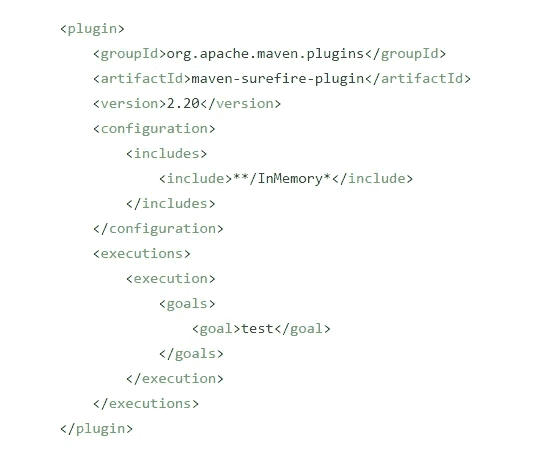 <plugin>
    <groupId>org.apache.maven.plugins</groupId>
    <artifactId>maven-surefire-plugin</artifactId>
    <version>2.20</version>
    <configuration>
        <includes>
            <include>**/InMemory*</include>
        </includes>
    </configuration>
    <executions>
        <execution>
            <goals>
                <goal>test</goal>
            </goals>
        </execution>
    </executions>
</plugin>